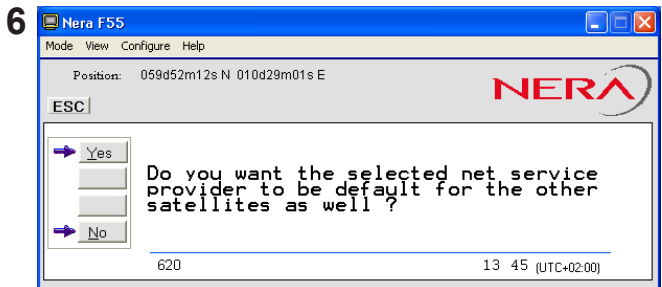 6
Nera F55
Mode View Configure Help
Position: 059d52m12s N 010d29m01s E
NERA
ESC
Yes
Do you want the selected net service
provider to be default for the other
satellites as well ?
No
620 13 45 (UTC+02:00)